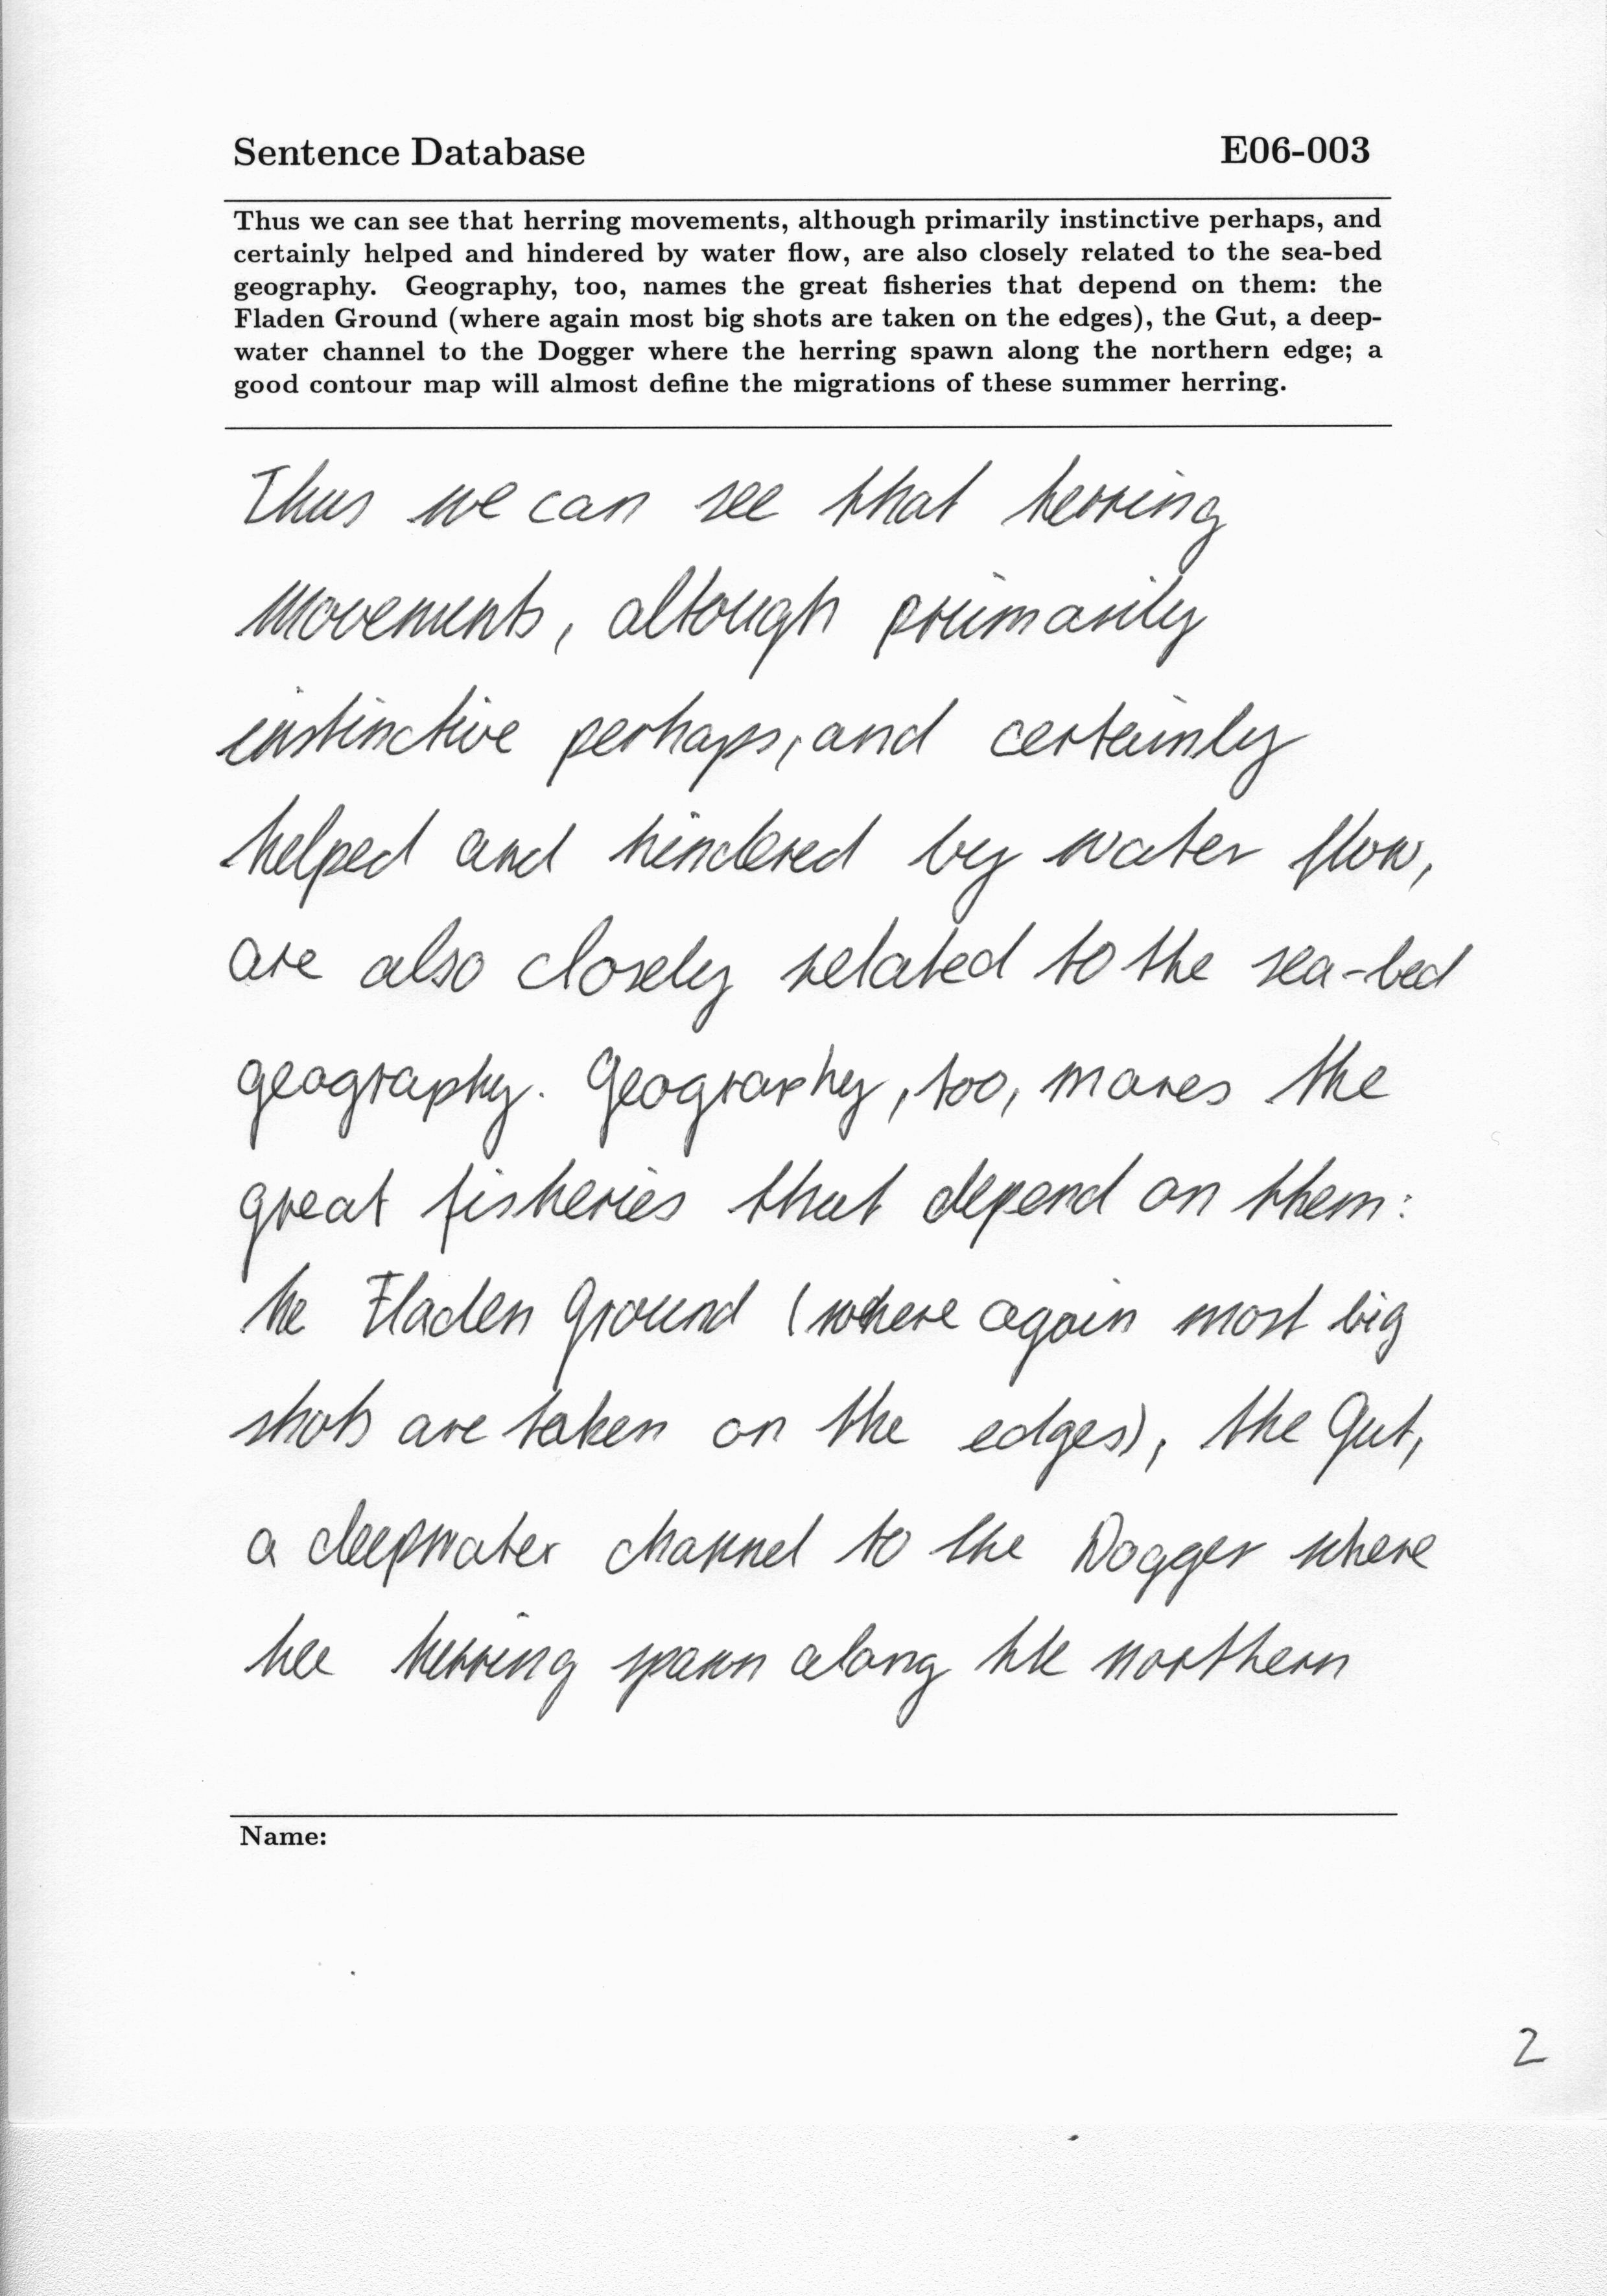 Sentence Database E06-003
Thus we can see that herring movements, although primarily instinctive perhaps, and
certainly helped and hindered by water flow, are also closely related to the sea-bed
geography. Geography, too, names the great fisheries that depend on them: the
Fladen Ground (where again most big shots are taken on the edges), the Gut, a deep-
water channel to the Dogger where the herring spawn along the northern edge; a
good contour map will almost define the migrations of these summer herring.
Thus we can see that herring
movements, altough primarily
instinctive perhaps, and certainly
helped and hindered by water flow,
are also closely related to the sea-bed
geography. Geography, too, mares the
great fisheries that depend on them:
he Fladen Ground (where again most big
shots are taken on the edges), the Gut,
a deepwater channel to the Dogger where
hee herring spawn along the northern
Name:
2